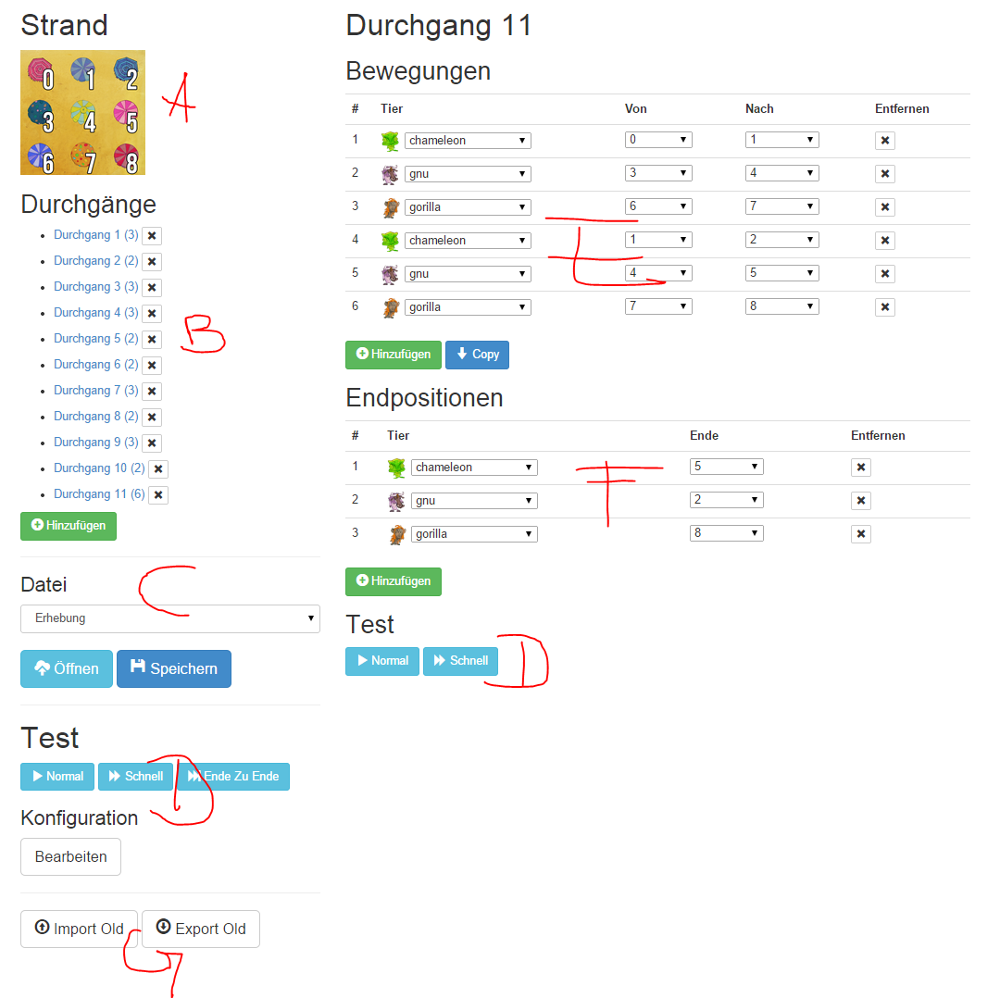 Strand
0 1 2
3 4 5
6 7 8
A
Durchgänge
Durchgang 1 (3)
Durchgang 2 (2)
Durchgang 3 (3)
Durchgang 4 (3)
Durchgang 5 (2)
Durchgang 6 (2)
Durchgang 7 (3)
Durchgang 8 (2)
Durchgang 9 (3)
Durchgang 10 (2)
Durchgang 11 (6)
B
Hinzufügen
Datei
C
Erhebung
Öffnen Speichern
Test
Normal Schnell Ende Zu Ende
D
Konfiguration
Bearbeiten
Import Old Export Old
G
Durchgang 11
Bewegungen
# Tier Von Nach Entfernen
1 chameleon 0 1
2 gnu 3 4
3 gorilla 6 7
4 chameleon 1 2
5 gnu 4 5
6 gorilla 7 8
E
Hinzufügen Copy
Endpositionen
# Tier Ende Entfernen
1 chameleon 5
2 gnu 2
3 gorilla 8
F
Hinzufügen
Test
Normal Schnell
D